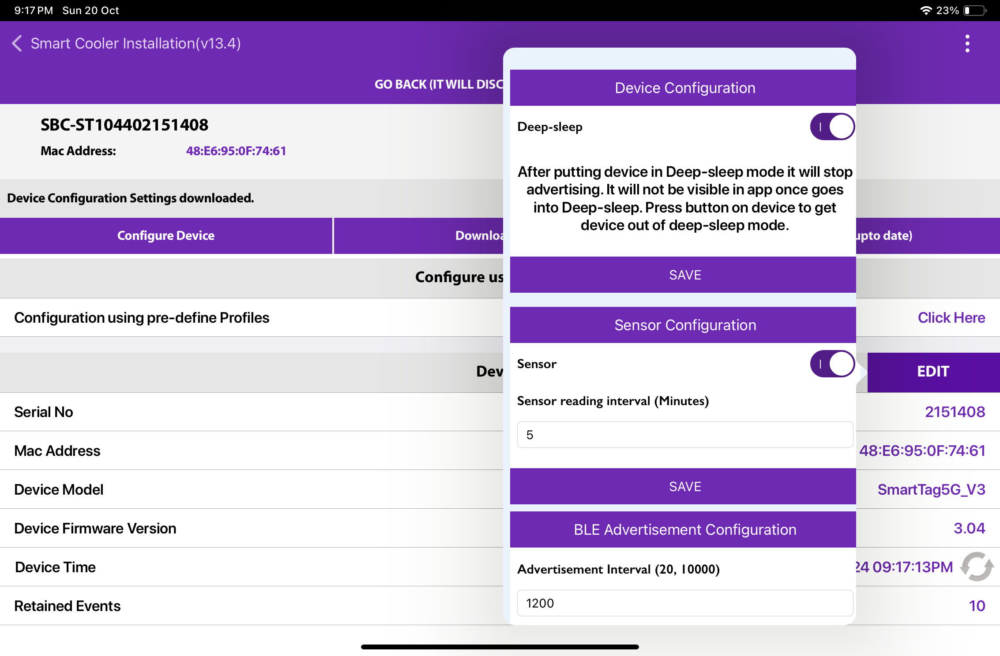 9:17 PM Sun 20 Oct
23%
Smart Cooler Installation(v13.4)
GO BACK (IT WILL DISC
SBC-ST104402151408
Mac Address: 48:E6:95:0F:74:61
Device Configuration Settings downloaded.
Configure Device
Downloa
upto date)
Configure us
Configuration using pre-define Profiles
Click Here
Dev
EDIT
Serial No
2151408
Mac Address
48:E6:95:0F:74:61
Device Model
SmartTag5G_V3
Device Firmware Version
3.04
Device Time
24 09:17:13PM
Retained Events
10
Device Configuration
Deep-sleep
After putting device in Deep-sleep mode it will stop
advertising. It will not be visible in app once goes
into Deep-sleep. Press button on device to get
device out of deep-sleep mode.
SAVE
Sensor Configuration
Sensor
Sensor reading interval (Minutes)
5
SAVE
BLE Advertisement Configuration
Advertisement Interval (20, 10000)
1200